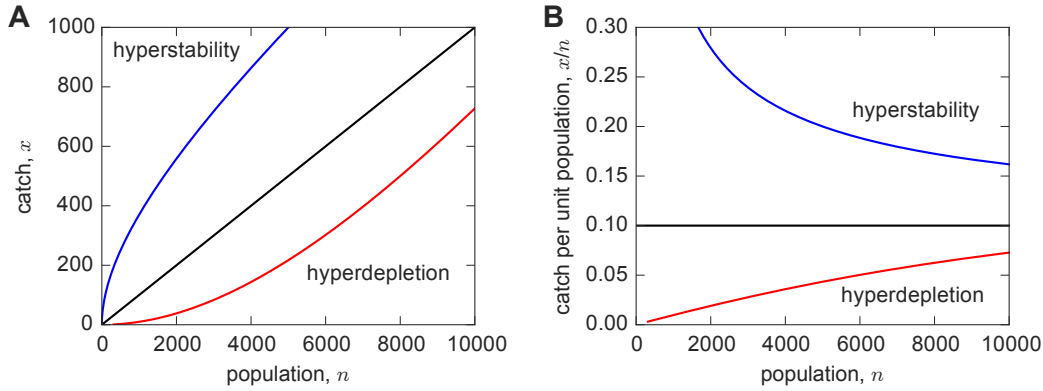 A
1000
800
600
400
200
0
catch, x
hyperstability
hyperdepletion
0 2000 4000 6000 8000 10000
population, n
B
0.30
0.25
0.20
0.15
0.10
0.05
0.00
catch per unit population, x/n
hyperstability
hyperdepletion
0 2000 4000 6000 8000 10000
population, n